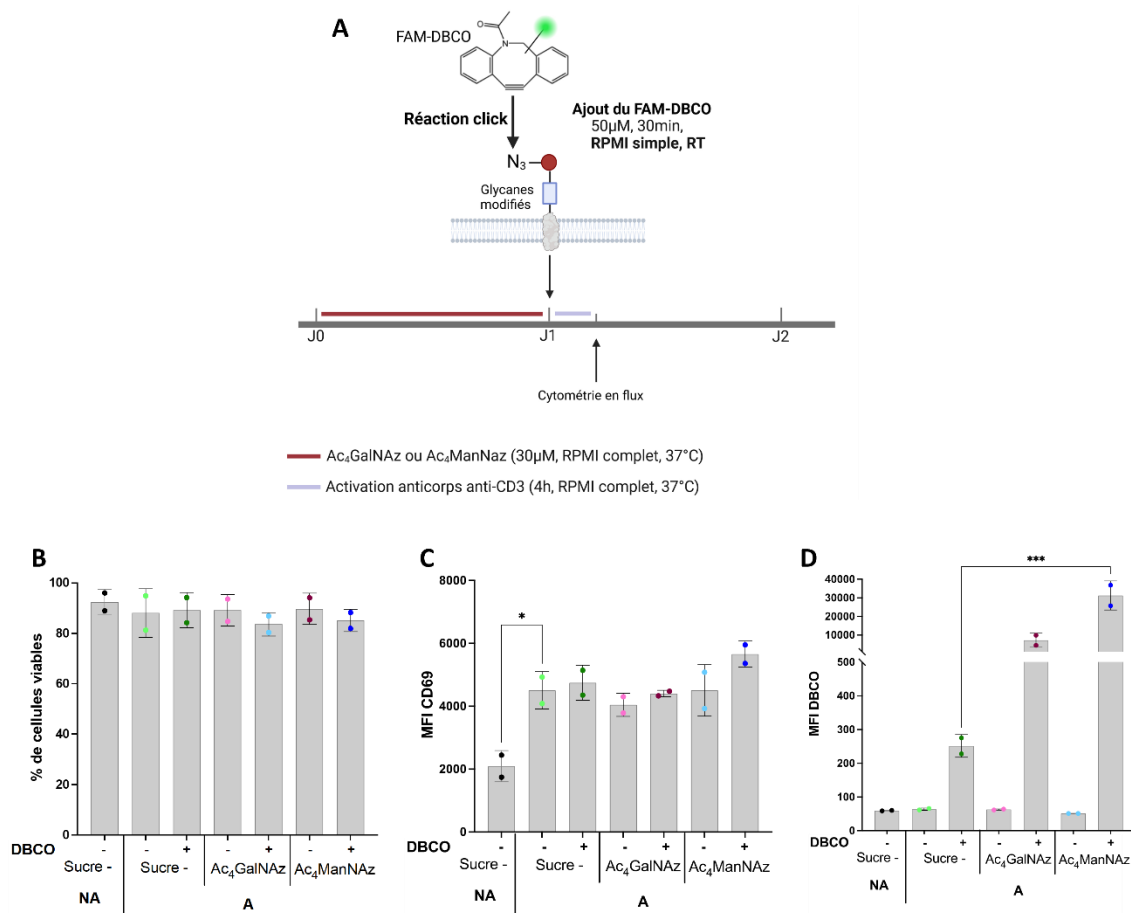 A
FAM-DBCO
O
N
Réaction click
Ajout du FAM-DBCO
50µM, 30min,
RPMI simple, RT
N₃
Glycanes
modifiés
J0
J1
J2
Cytométrie en flux
Ac₄GalNAz ou Ac₄ManNaz (30µM, RPMI complet, 37°C)
Activation anticorps anti-CD3 (4h, RPMI complet, 37°C)
B
% de cellules viables
100
80
60
40
20
0
DBCO - - + - + - +
Sucre - Sucre - Ac₄GalNAz Ac₄ManNAz
NA A
C
MFI CD69
8000
6000
4000
2000
0
*
DBCO - - + - + - +
Sucre - Sucre - Ac₄GalNAz Ac₄ManNAz
NA A
D
MFI DBCO
40000
30000
20000
10000
500
400
300
200
100
0
***
DBCO - - + - + - +
Sucre - Sucre - Ac₄GalNAz Ac₄ManNAz
NA A